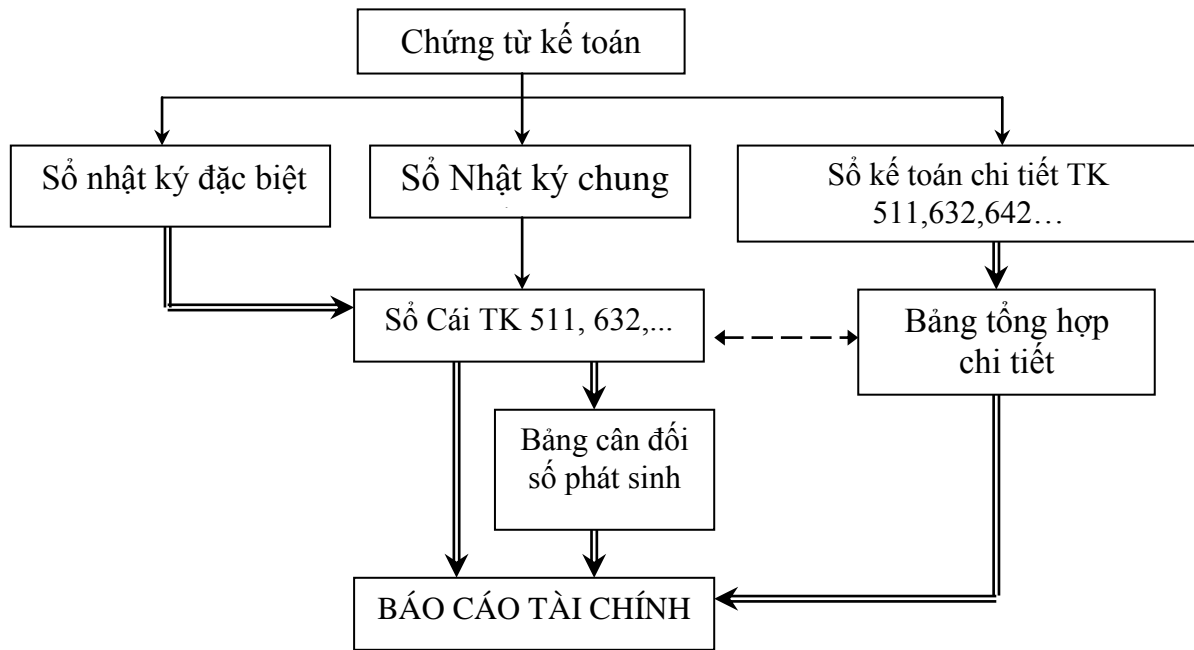 Chứng từ kế toán
Sổ nhật ký đặc biệt
Sổ Nhật ký chung
Sổ kế toán chi tiết TK
511,632,642…
Sổ Cái TK 511, 632,...
Bảng tổng hợp
chi tiết
Bảng cân đối
số phát sinh
BÁO CÁO TÀI CHÍNH